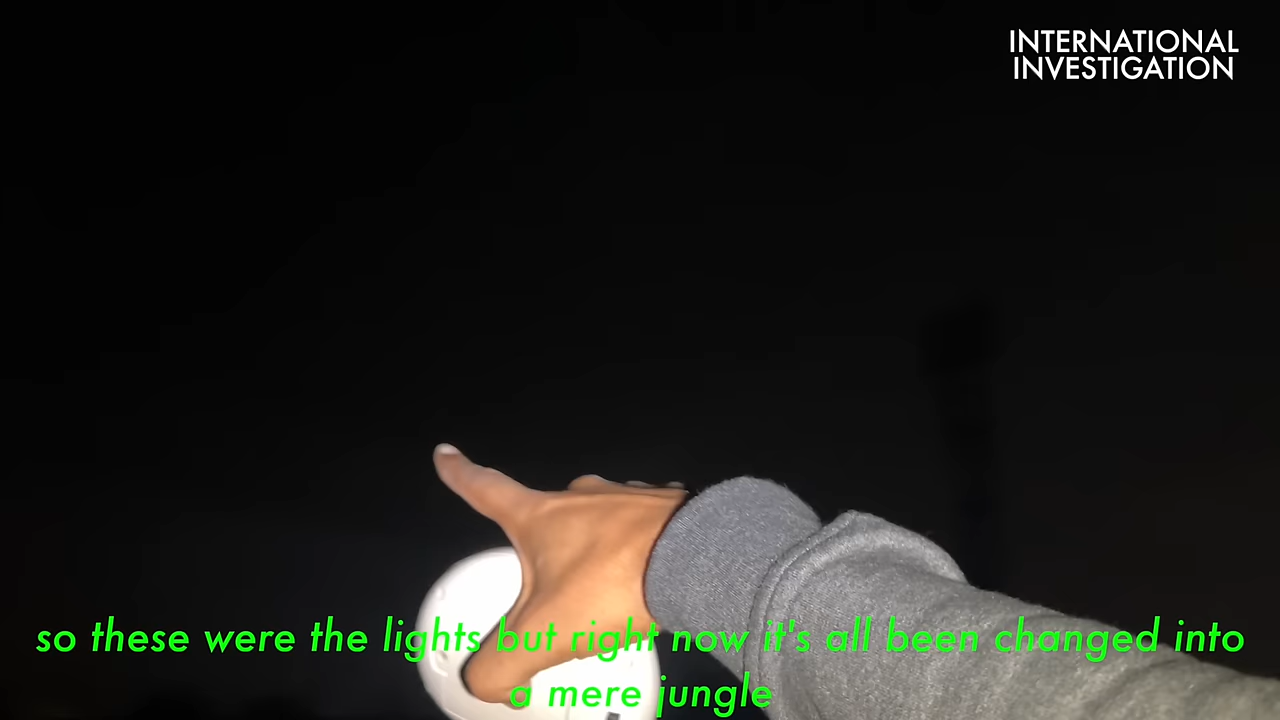 INTERNATIONAL
INVESTIGATION
so these were the lights but right now it's all been changed into
a mere jungle